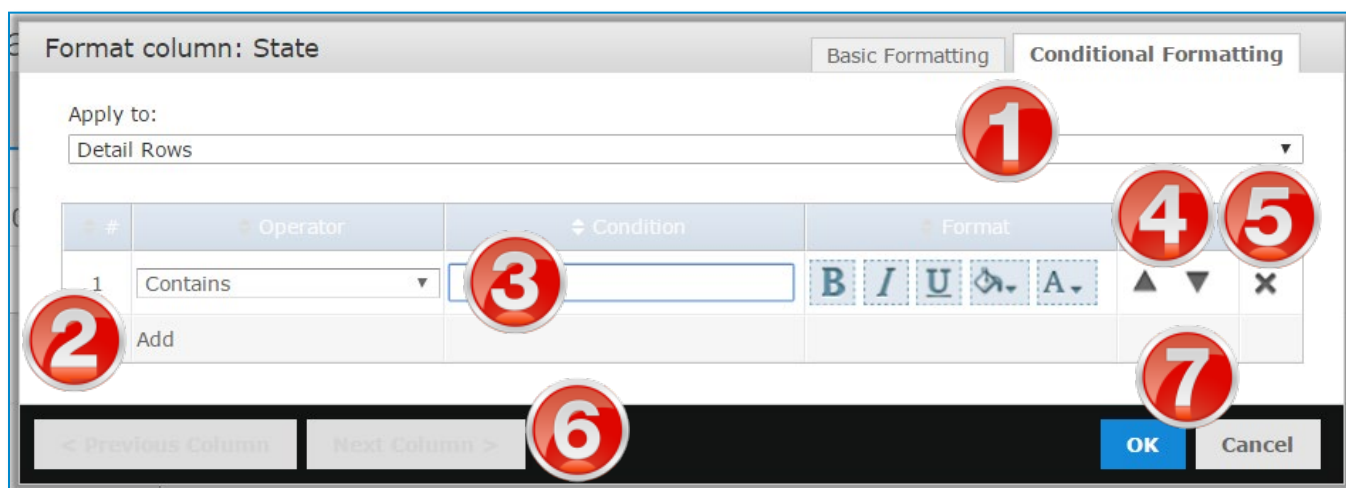 Format column: State
Basic Formatting
Conditional Formatting
1
Apply to:
Detail Rows
4
5
# Operator Condition Format
3
1 Contains B I U A
2
Add
7
6
< Previous Column Next Column > OK Cancel